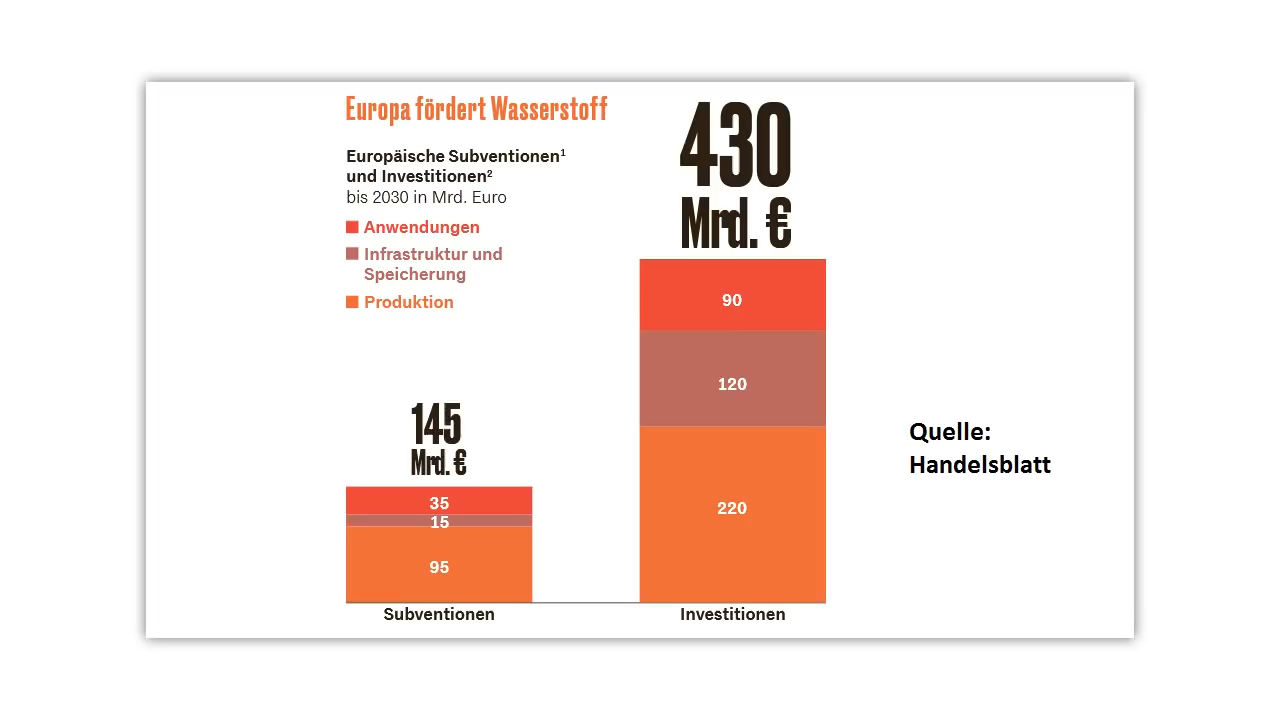 Europa fördert Wasserstoff
Europäische Subventionen¹
und Investitionen²
bis 2030 in Mrd. Euro
Anwendungen
Infrastruktur und
Speicherung
Produktion
145
Mrd. €
35
15
95
Subventionen
430
Mrd. €
90
120
220
Investitionen
Quelle:
Handelsblatt